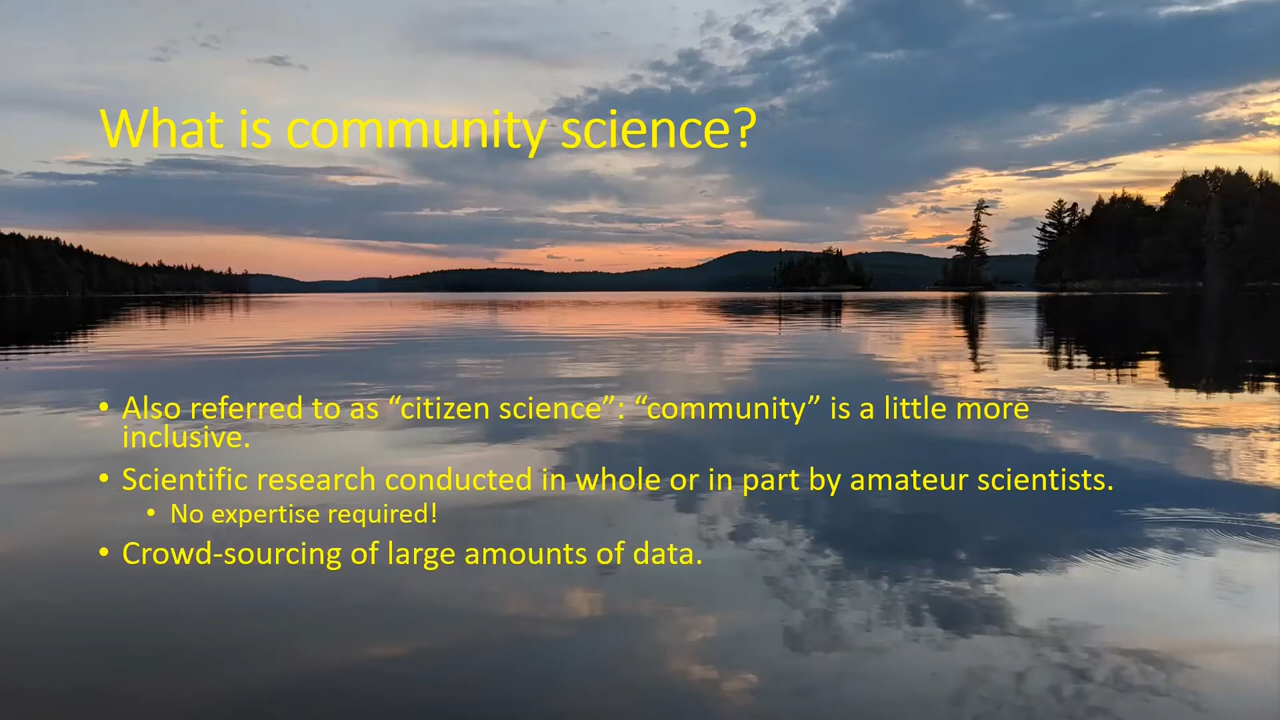 What is community science?
• Also referred to as “citizen science”: “community” is a little more
inclusive.
• Scientific research conducted in whole or in part by amateur scientists.
• No expertise required!
• Crowd-sourcing of large amounts of data.